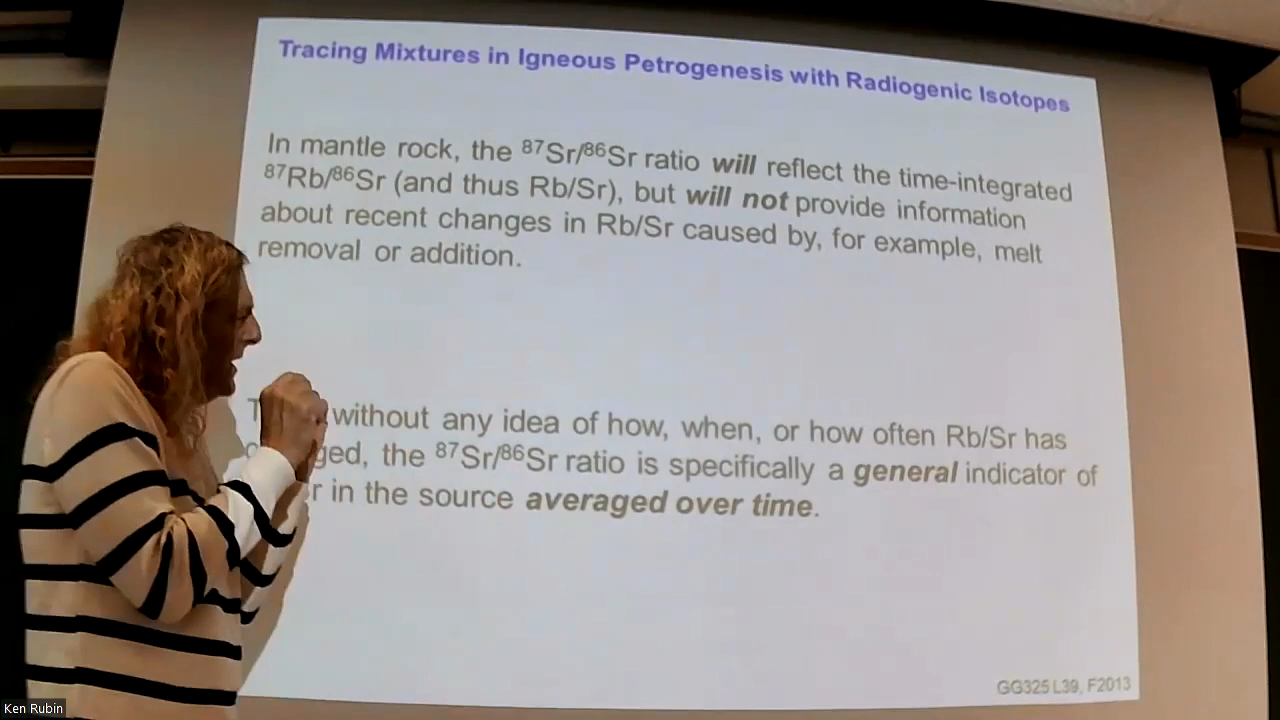 Tracing Mixtures in Igneous Petrogenesis with Radiogenic Isotopes
In mantle rock, the ⁸⁷Sr/⁸⁶Sr ratio will reflect the time-integrated
⁸⁷Rb/⁸⁶Sr (and thus Rb/Sr), but will not provide information
about recent changes in Rb/Sr caused by, for example, melt
removal or addition.
without any idea of how, when, or how often Rb/Sr has
the ⁸⁷Sr/⁸⁶Sr ratio is specifically a general indicator of
in the source averaged over time.
GG325 L39, F2013
Ken Rubin